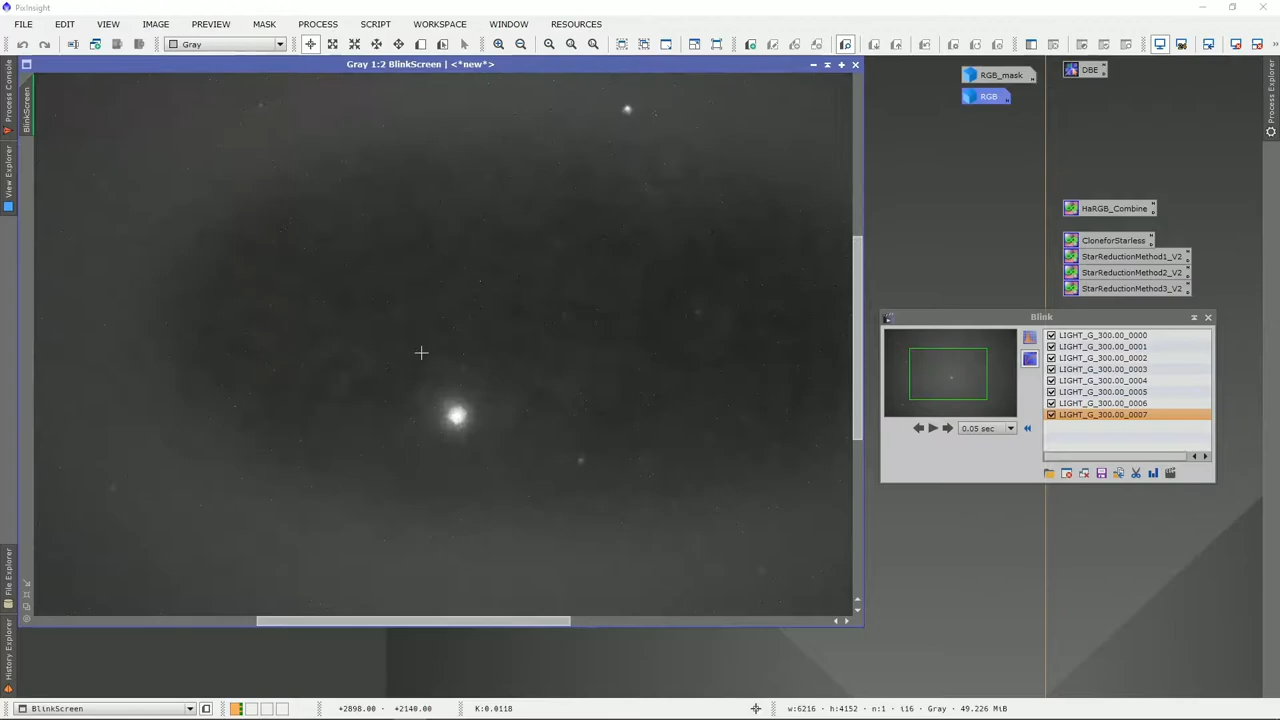 PixInsight
FILE EDIT VIEW IMAGE PREVIEW MASK PROCESS SCRIPT WORKSPACE WINDOW RESOURCES
Gray
Gray 1:2 BlinkScreen | <*new*>
Process Console
View Explorer
File Explorer
History Explorer
BlinkScreen
Process Explorer
RGB_mask
RGB
DBE
HaRGB_Combine
CloneforStarless
StarReductionMethod1_V2
StarReductionMethod2_V2
StarReductionMethod3_V2
Blink
LIGHT_G_300.00_0000
LIGHT_G_300.00_0001
LIGHT_G_300.00_0002
LIGHT_G_300.00_0003
LIGHT_G_300.00_0004
LIGHT_G_300.00_0005
LIGHT_G_300.00_0006
LIGHT_G_300.00_0007
0.05 sec
BlinkScreen
+2898.00 +2140.00 K:0.0118
w:6216 h:4152 n:1 i16 Gray 49.226 MiB